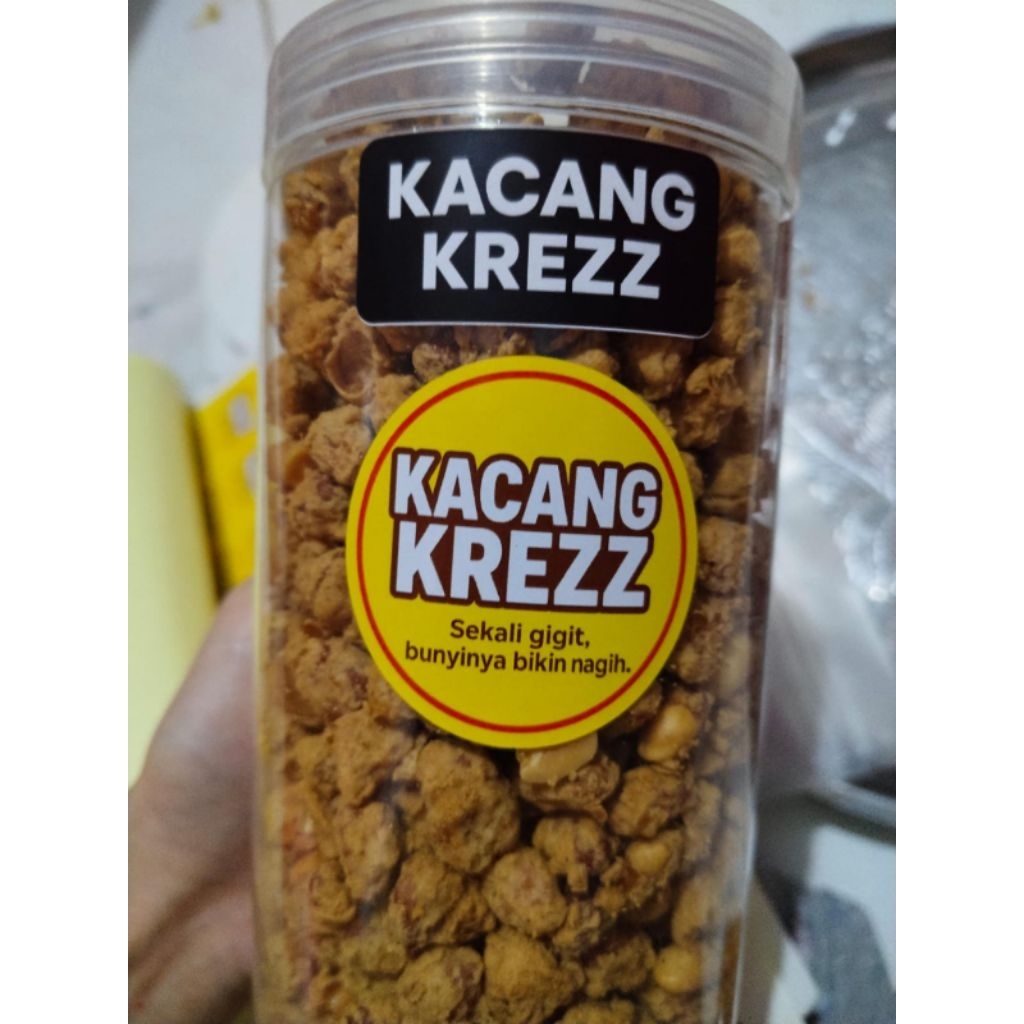 KACANG
KREZZ
KACANG
KREZZ
Sekali gigit,
bunyinya bikin nagih.